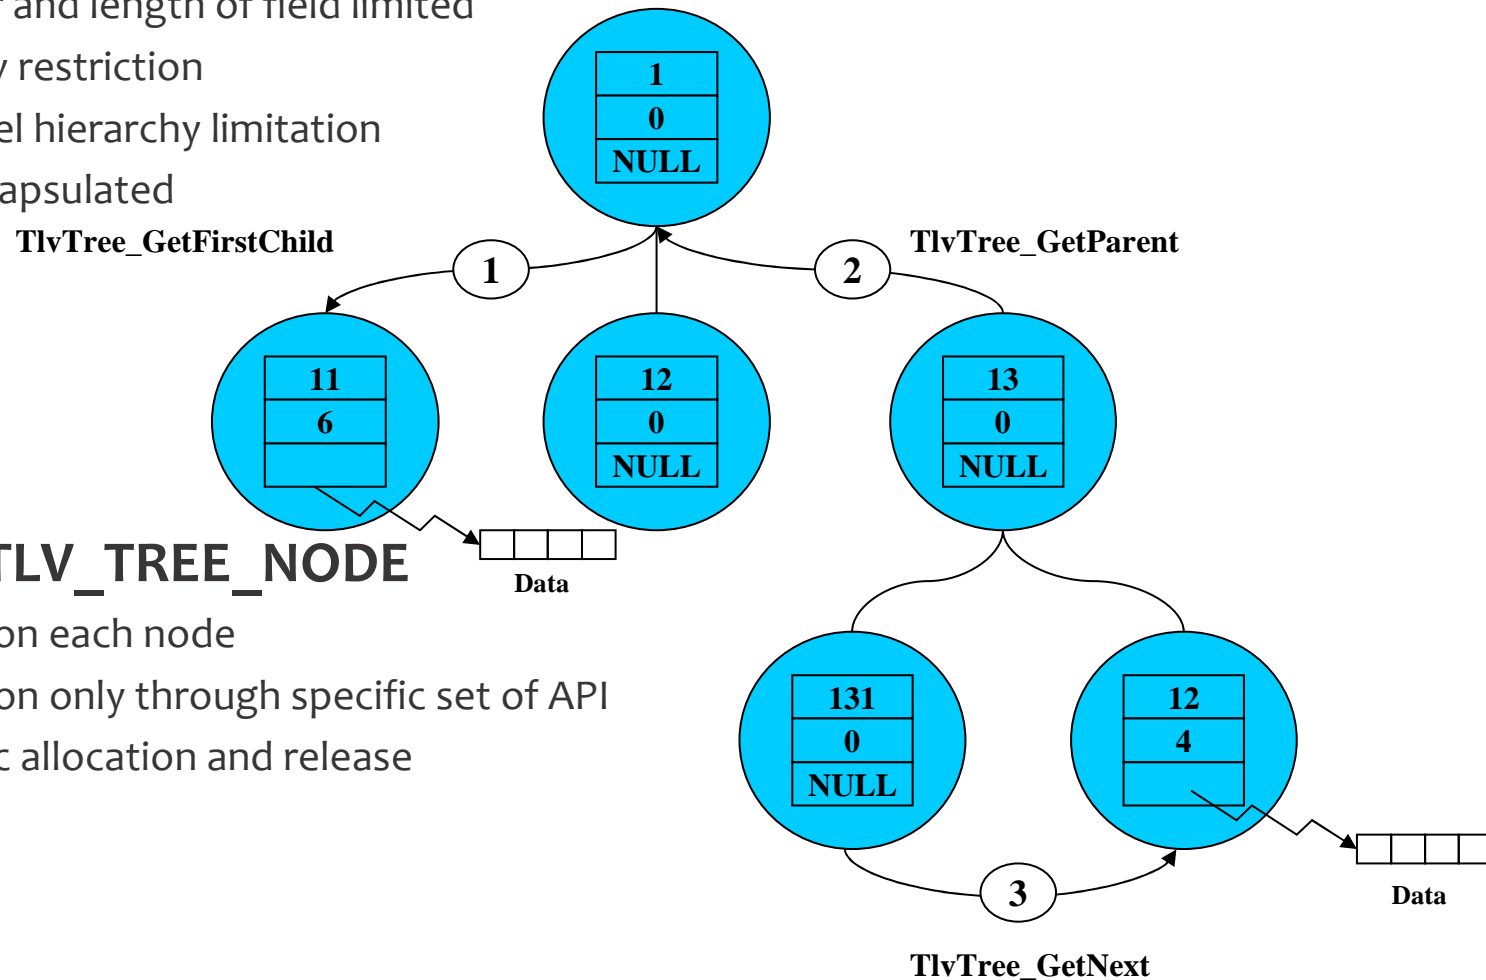 and length of field limited
restriction
hierarchy limitation
TlvTree_GetFirstChild
TlvTree_GetParent
1
0
NULL
1
2
11
6
12
0
NULL
13
0
NULL
Data
TLV_TREE_NODE
on each node
on only through specific set of API
allocation and release
131
0
NULL
12
4
Data
3
TlvTree_GetNext